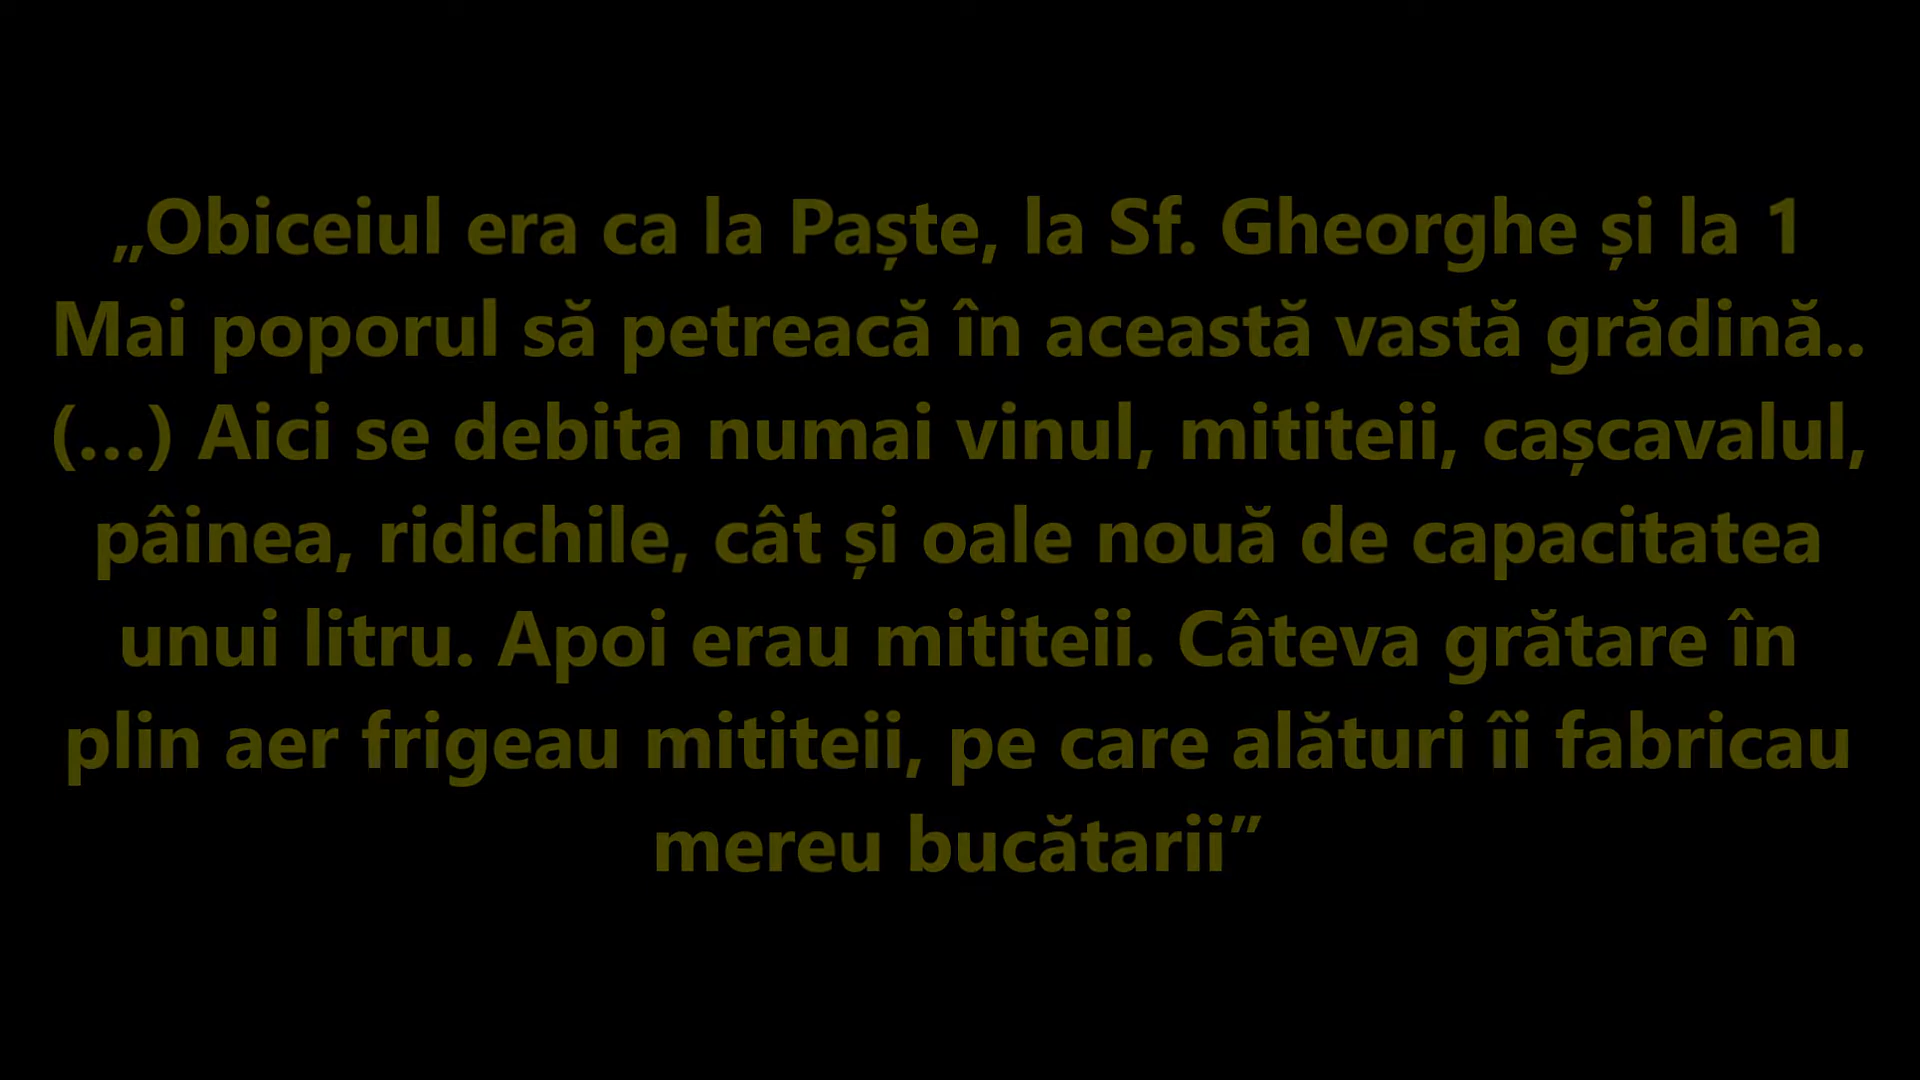 „Obiceiul era ca la Paște, la Sf. Gheorghe și la 1
Mai poporul să petreacă în această vastă grădină..
(...) Aici se debita numai vinul, mititeii, cașcavalul,
pâinea, ridichile, cât și oale nouă de capacitatea
unui litru. Apoi erau mititeii. Câteva grătare în
plin aer frigeau mititeii, pe care alături îi fabricau
mereu bucătarii”